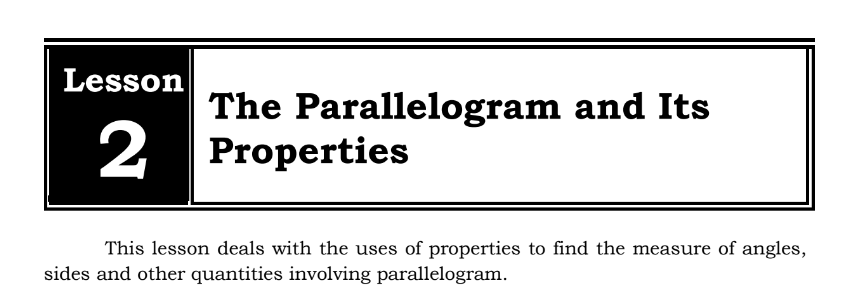 Lesson
2
The Parallelogram and Its
Properties
This lesson deals with the uses of properties to find the measure of angles,
sides and other quantities involving parallelogram.